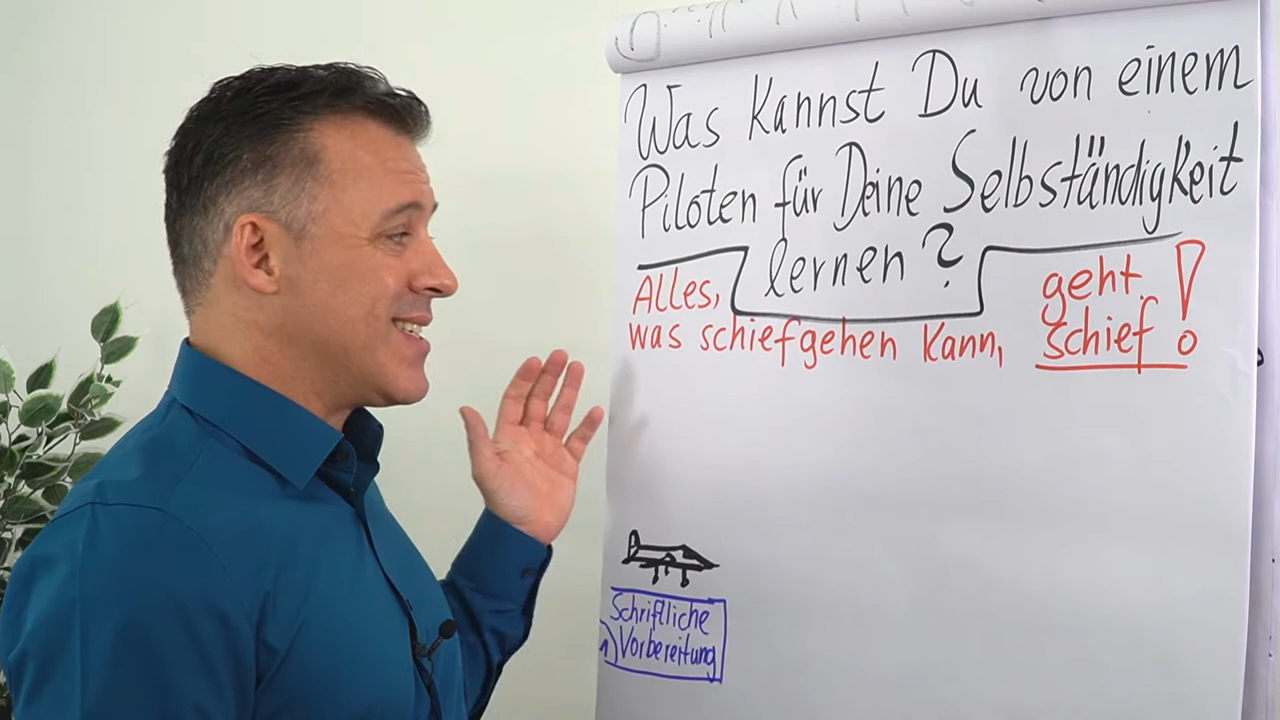 Was kannst Du von einem
Piloten für Deine Selbständigkeit
lernen?
Alles, geht
was schiefgehen kann, schief!
1) Schriftliche
Vorbereitung